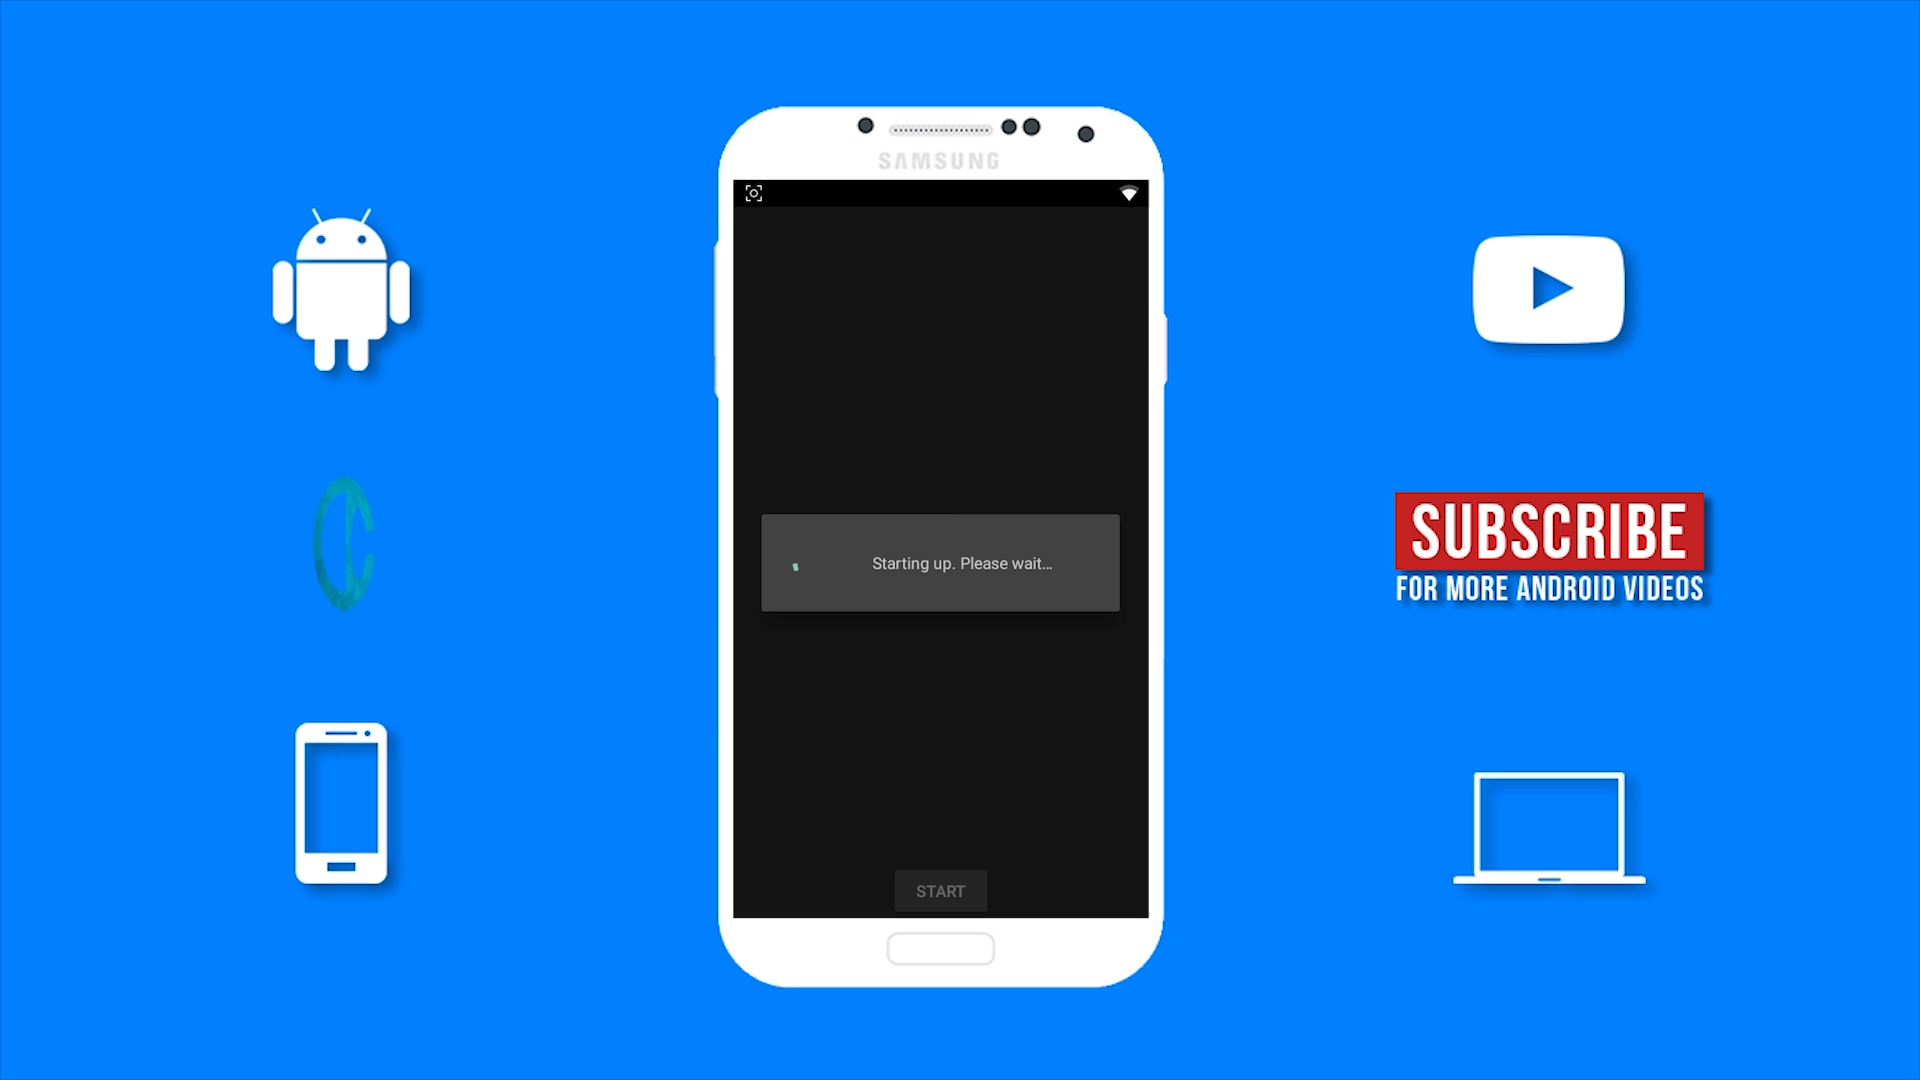 SAMSUNG
Starting up. Please wait...
START
SUBSCRIBE
FOR MORE ANDROID VIDEOS